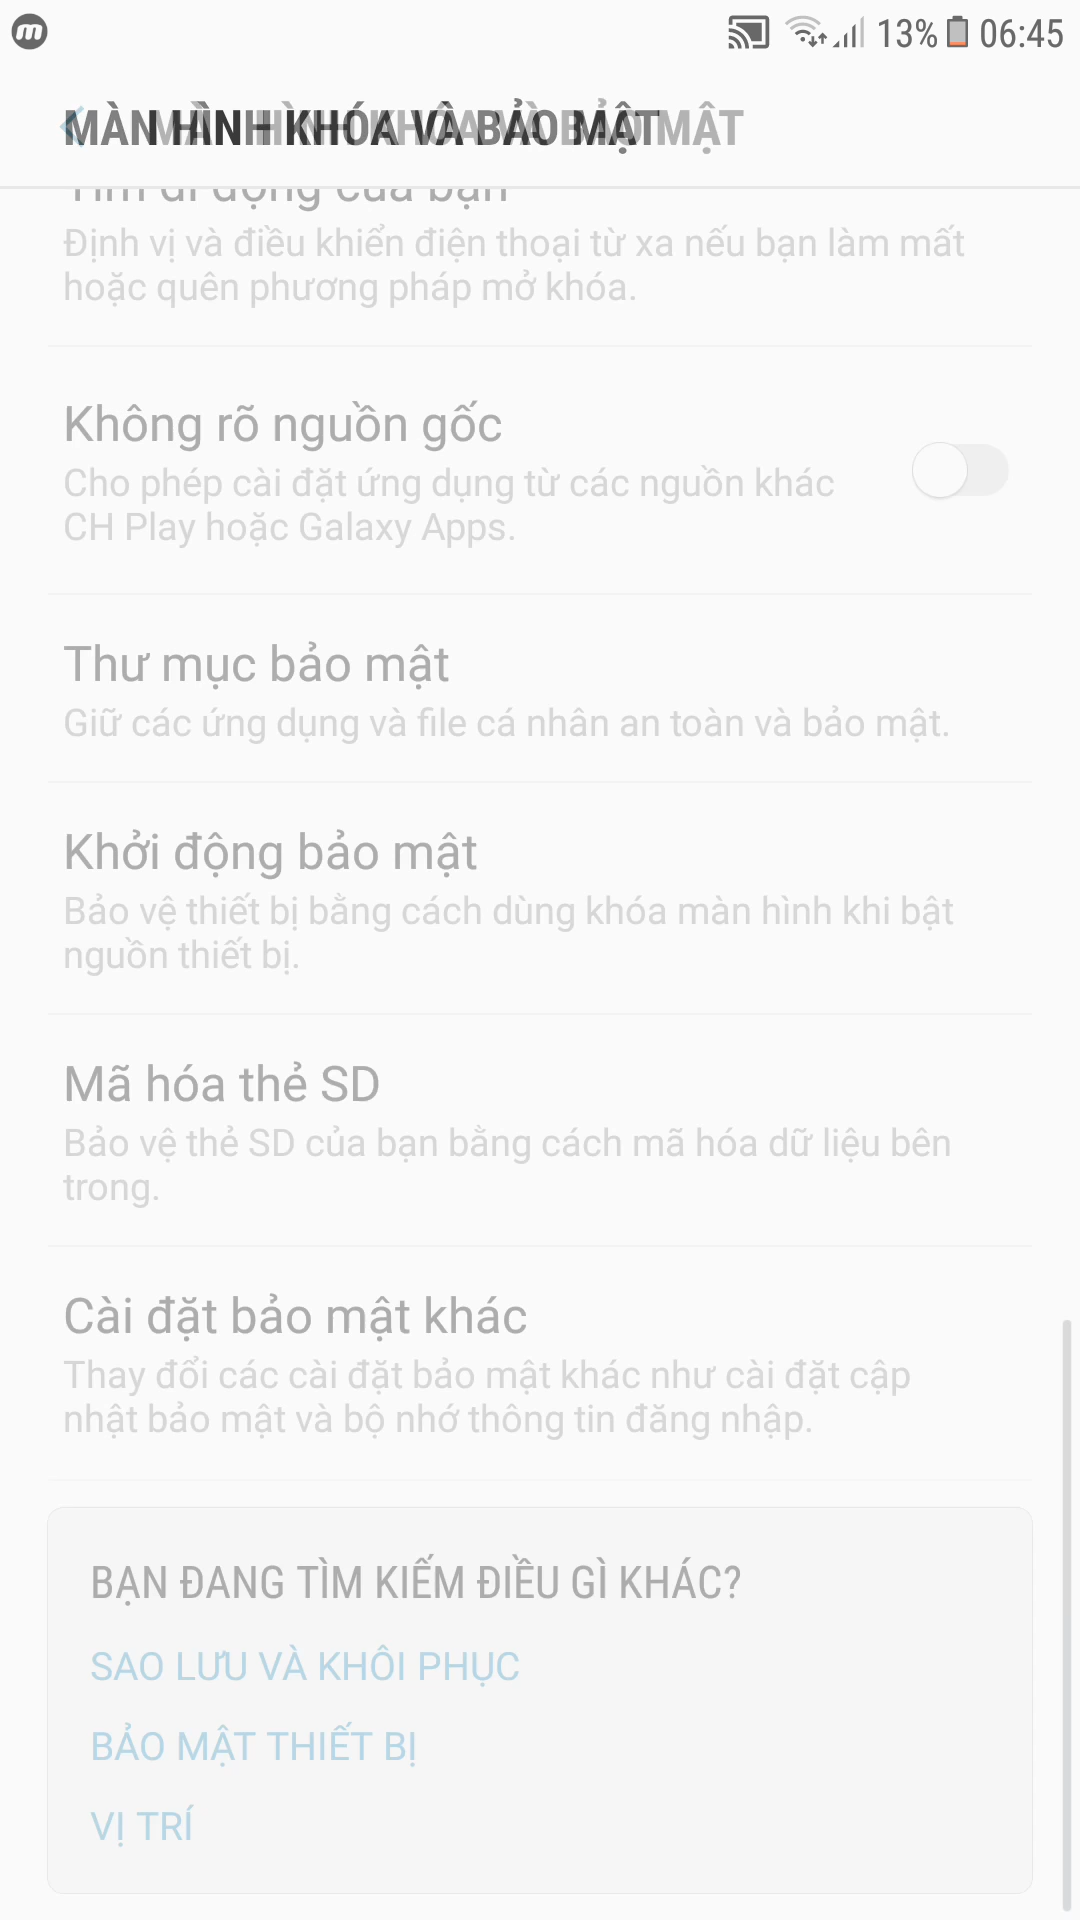 13% 06:45
MÀN HÌNH KHÓA VÀ BẢO MẬT
Tìm di động của bạn
Định vị và điều khiển điện thoại từ xa nếu bạn làm mất
hoặc quên phương pháp mở khóa.
Không rõ nguồn gốc
Cho phép cài đặt ứng dụng từ các nguồn khác
CH Play hoặc Galaxy Apps.
Thư mục bảo mật
Giữ các ứng dụng và file cá nhân an toàn và bảo mật.
Khởi động bảo mật
Bảo vệ thiết bị bằng cách dùng khóa màn hình khi bật
nguồn thiết bị.
Mã hóa thẻ SD
Bảo vệ thẻ SD của bạn bằng cách mã hóa dữ liệu bên
trong.
Cài đặt bảo mật khác
Thay đổi các cài đặt bảo mật khác như cài đặt cập
nhật bảo mật và bộ nhớ thông tin đăng nhập.
BẠN ĐANG TÌM KIẾM ĐIỀU GÌ KHÁC?
SAO LƯU VÀ KHÔI PHỤC
BẢO MẬT THIẾT BỊ
VỊ TRÍ